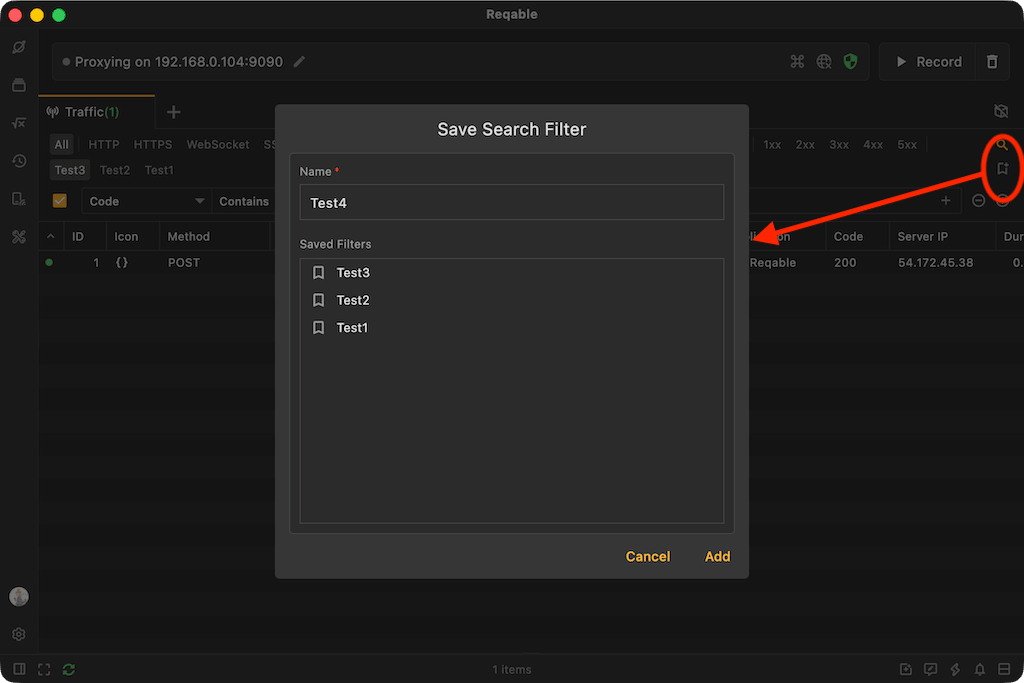 Reqable
Proxying on 192.168.0.104:9090
Record
Traffic(1)
All HTTP HTTPS WebSocket 1xx 2xx 3xx 4xx 5xx
Test3 Test2 Test1
Code Contains
ID Icon Method Code Server IP
1 {} POST Reqable 200 54.172.45.38
Save Search Filter
Name *
Test4
Saved Filters
Test3
Test2
Test1
Cancel Add
1 items